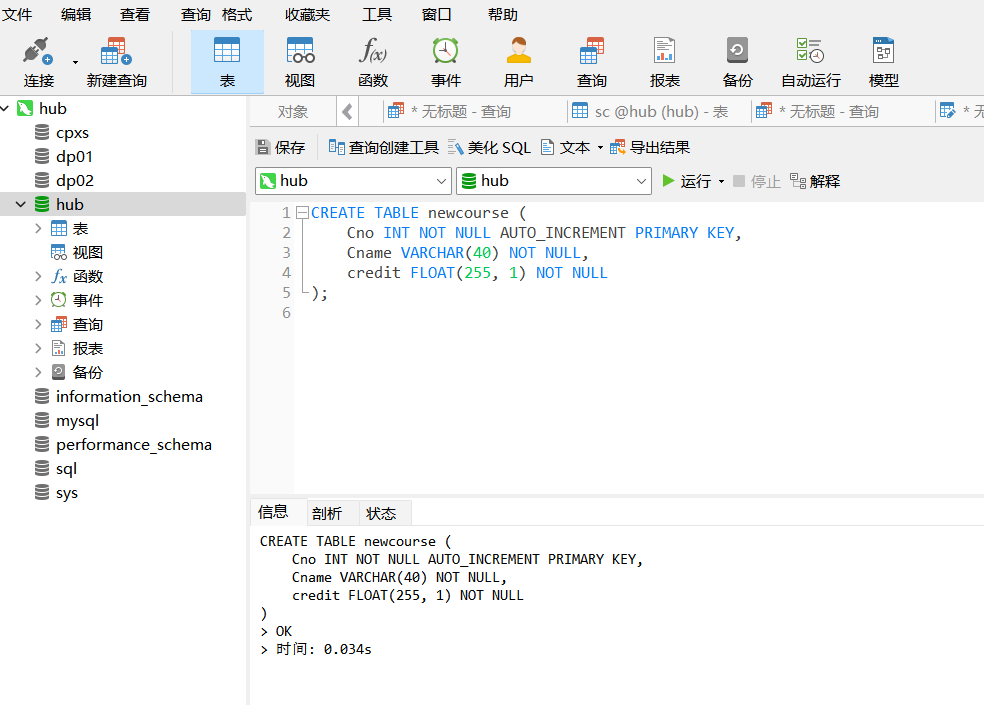 文件 编辑 查看 查询 格式 收藏夹 工具 窗口 帮助
连接 新建查询 表 视图 函数 事件 用户 查询 报表 备份 自动运行 模型
hub
cpxs
dp01
dp02
hub
表
视图
函数
事件
查询
报表
备份
information_schema
mysql
performance_schema
sql
sys
对象 * 无标题 - 查询 sc @hub (hub) - 表 * 无标题 - 查询 * 无
保存 查询创建工具 美化 SQL 文本 导出结果
hub hub 运行 停止 解释
1 CREATE TABLE newcourse (
2 Cno INT NOT NULL AUTO_INCREMENT PRIMARY KEY,
3 Cname VARCHAR(40) NOT NULL,
4 credit FLOAT(255, 1) NOT NULL
5 );
6
信息 剖析 状态
CREATE TABLE newcourse (
Cno INT NOT NULL AUTO_INCREMENT PRIMARY KEY,
Cname VARCHAR(40) NOT NULL,
credit FLOAT(255, 1) NOT NULL
)
> OK
> 时间: 0.034s